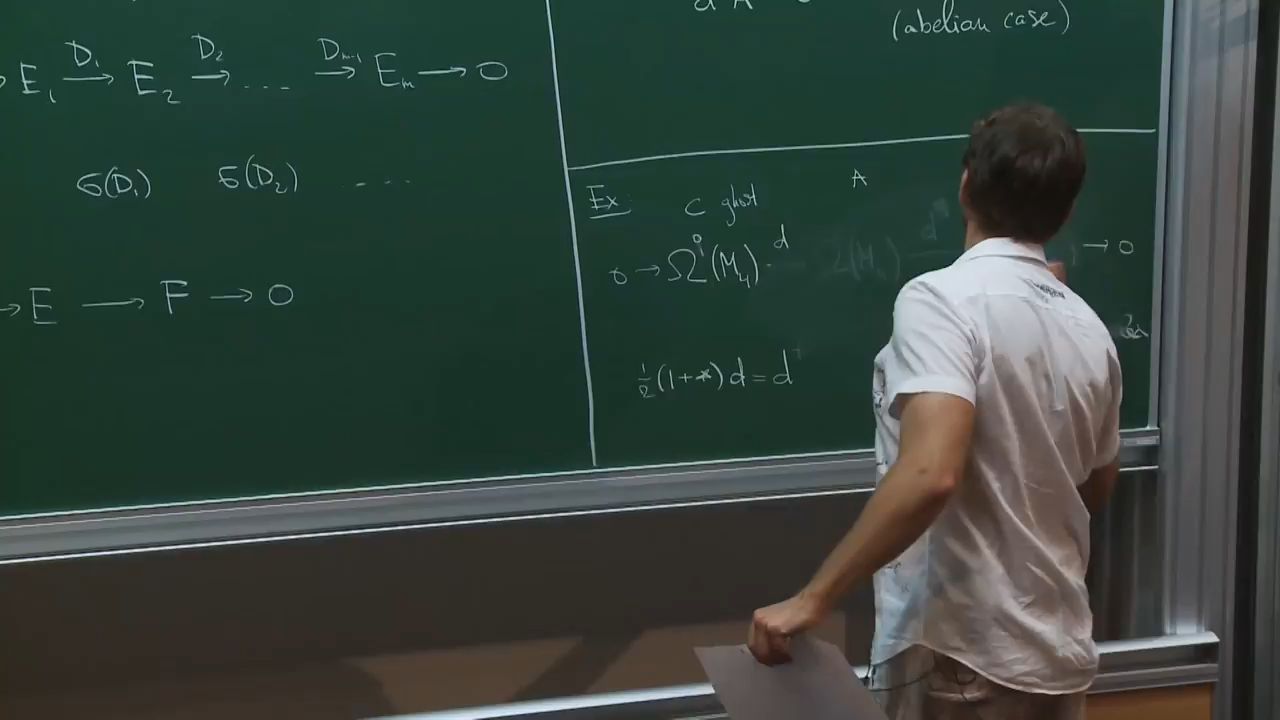 → E₁ —D₁→ E₂ —D₂→ .... —Dₘ₋₁→ Eₘ → 0
σ(D₁) σ(D₂) ....
→ E → F → 0
(abelian case)
Ex: c ghost A
0 → Ω⁰(M₄) d → 0
½(1+*)d = d⁺